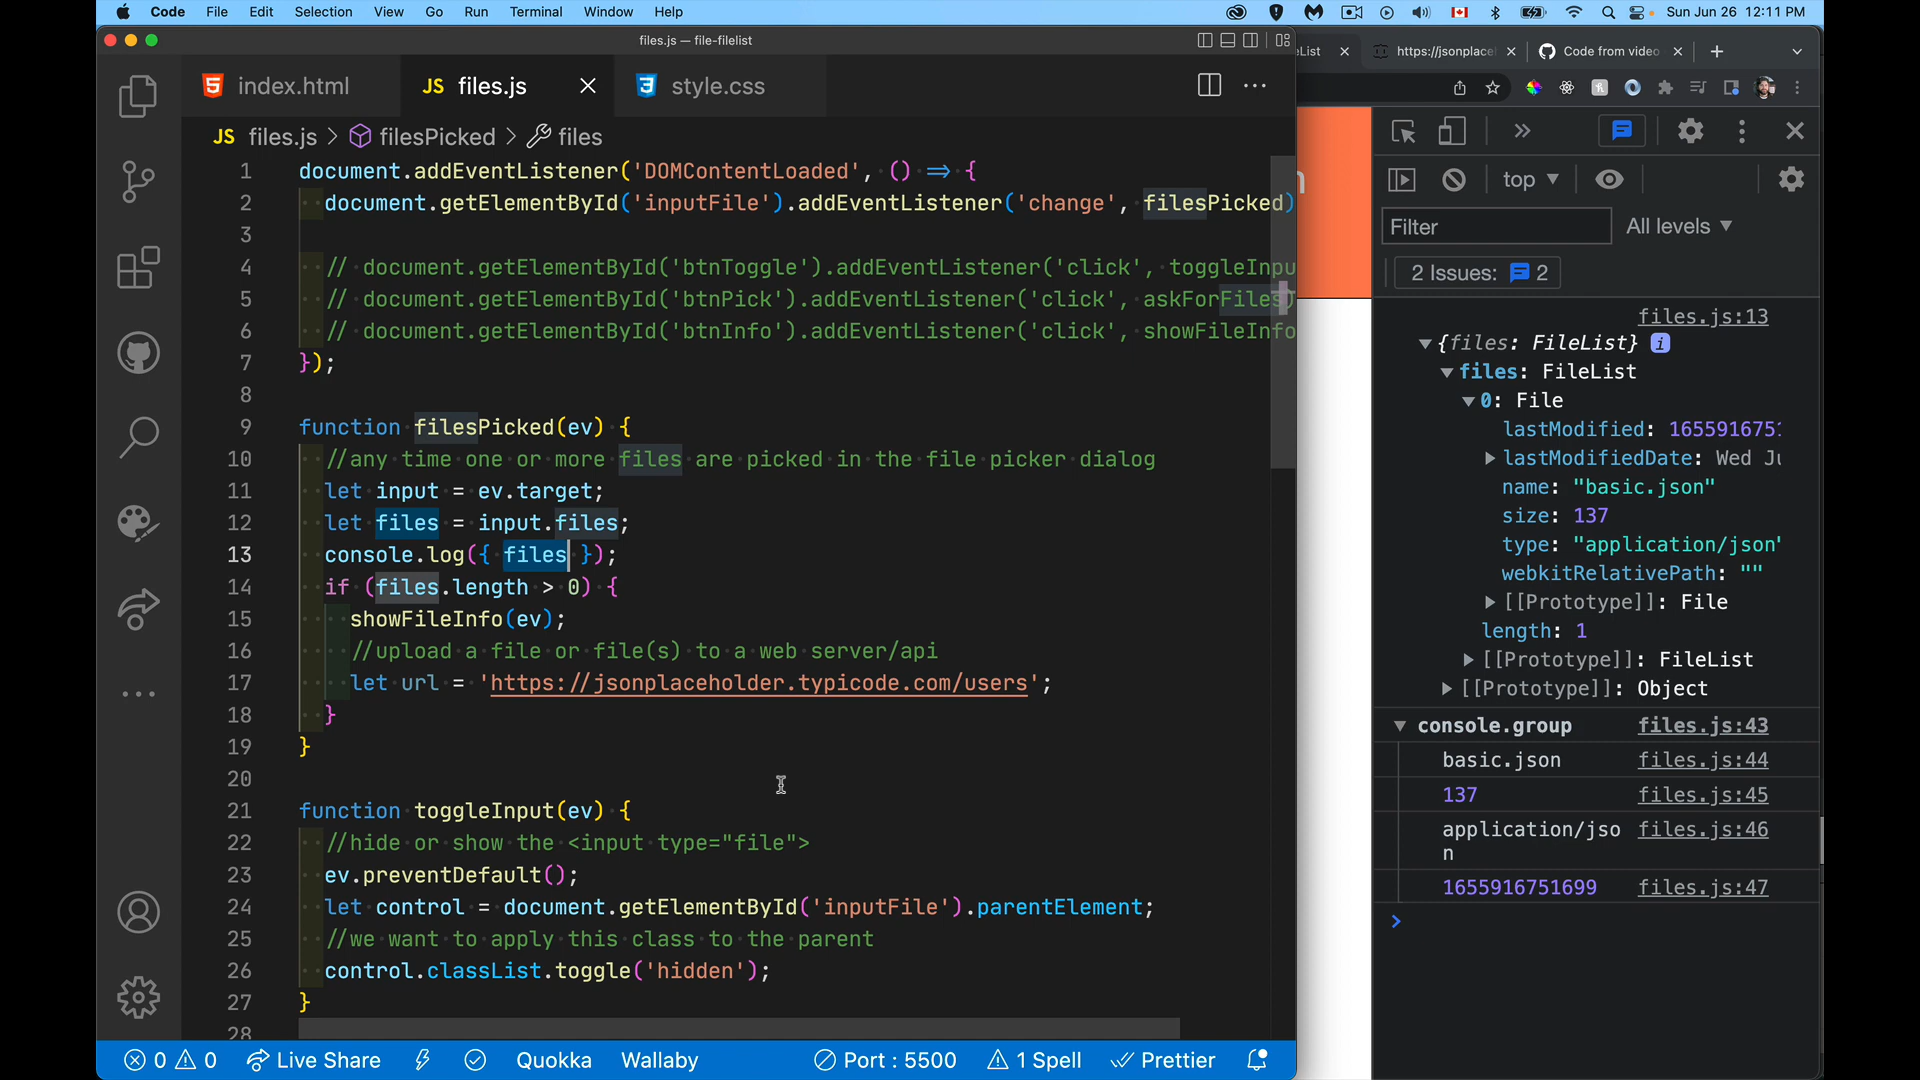 Code File Edit Selection View Go Run Terminal Window Help Sun Jun 26 12:11 PM
files.js — file-filelist
index.html
JS files.js
style.css
JS files.js > filesPicked > files
1 document.addEventListener('DOMContentLoaded', () => {
2 document.getElementById('inputFile').addEventListener('change', filesPicked)
3
4 // document.getElementById('btnToggle').addEventListener('click', toggleInpu
5 // document.getElementById('btnPick').addEventListener('click', askForFiles)
6 // document.getElementById('btnInfo').addEventListener('click', showFileInfo
7 });
8
9 function filesPicked(ev) {
10 //any time one or more files are picked in the file picker dialog
11 let input = ev.target;
12 let files = input.files;
13 console.log({ files });
14 if (files.length > 0) {
15 showFileInfo(ev);
16 //upload a file or file(s) to a web server/api
17 let url = 'https://jsonplaceholder.typicode.com/users';
18 }
19 }
20
21 function toggleInput(ev) {
22 //hide or show the <input type="file">
23 ev.preventDefault();
24 let control = document.getElementById('inputFile').parentElement;
25 //we want to apply this class to the parent
26 control.classList.toggle('hidden');
27 }
28
0 0 Live Share Quokka Wallaby Port : 5500 1 Spell Prettier
eList
https://jsonplace
Code from video
top
Filter
All levels
2 Issues: 2
files.js:13
{files: FileList} i
files: FileList
0: File
lastModified: 1655916751
lastModifiedDate: Wed Ju
name: "basic.json"
size: 137
type: "application/json"
webkitRelativePath: ""
[[Prototype]]: File
length: 1
[[Prototype]]: FileList
[[Prototype]]: Object
console.group files.js:43
basic.json files.js:44
137 files.js:45
application/jso files.js:46
n
1655916751699 files.js:47